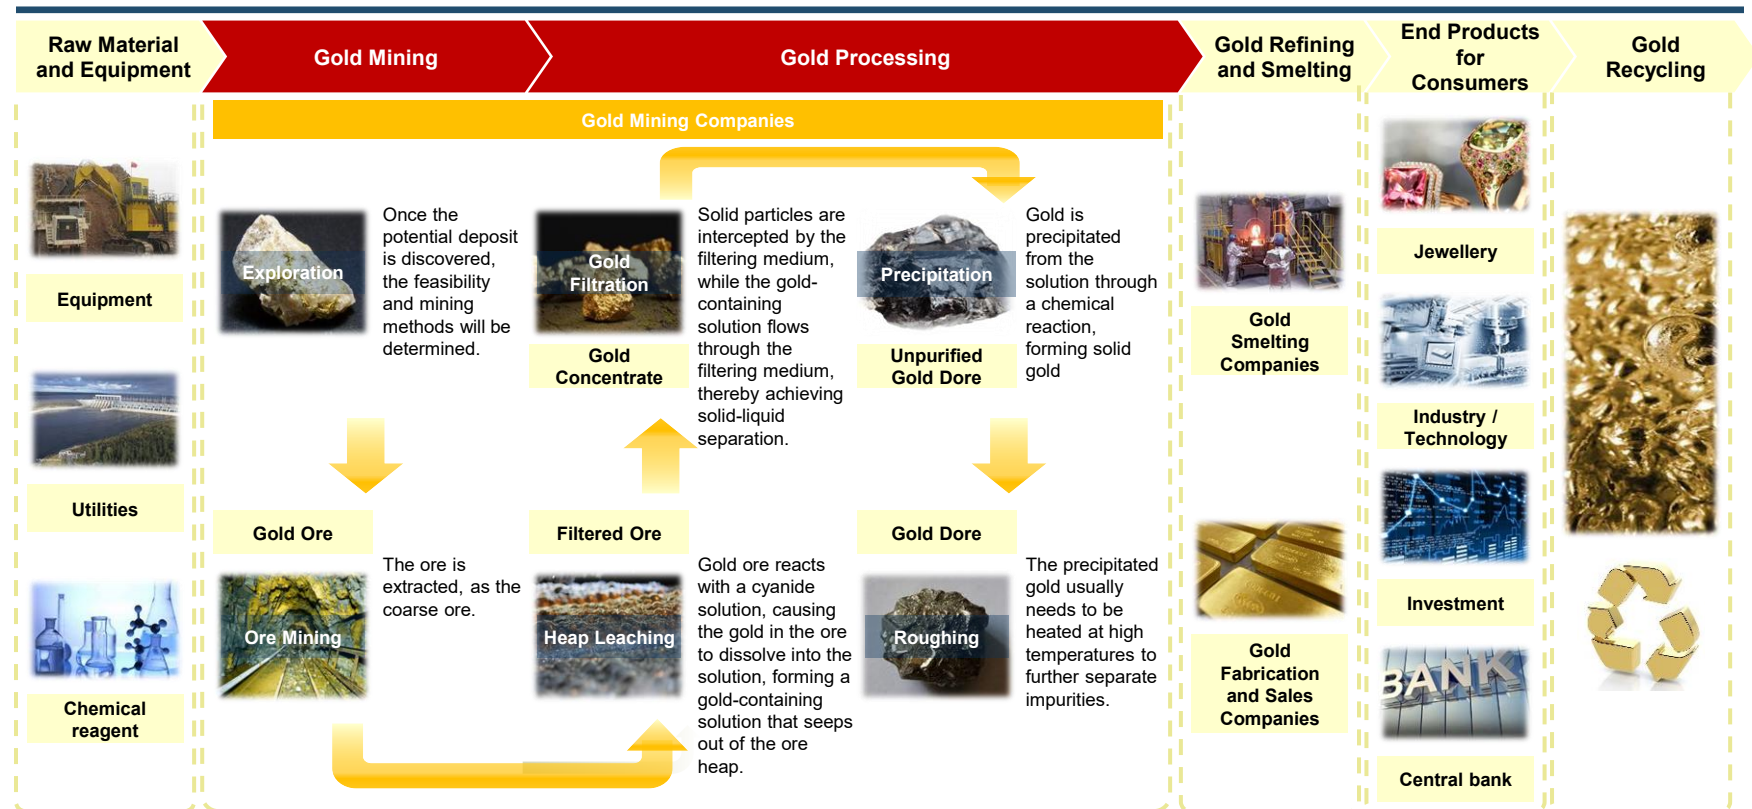 Raw Material
and Equipment
Gold Mining
Gold Processing
Gold Refining
and Smelting
End Products
for
Consumers
Gold
Recycling
Gold Mining Companies
Equipment
Utilities
Chemical
reagent
Exploration
Once the
potential deposit
is discovered,
the feasibility
and mining
methods will be
determined.
Gold Ore
Ore Mining
The ore is
extracted, as the
coarse ore.
Gold
Filtration
Gold
Concentrate
Solid particles are
intercepted by the
filtering medium,
while the gold-
containing
solution flows
through the
filtering medium,
thereby achieving
solid-liquid
separation.
Filtered Ore
Heap Leaching
Gold ore reacts
with a cyanide
solution, causing
the gold in the ore
to dissolve into the
solution, forming a
gold-containing
solution that seeps
out of the ore
heap.
Precipitation
Unpurified
Gold Dore
Gold is
precipitated
from the
solution through
a chemical
reaction,
forming solid
gold
Gold Dore
Roughing
The precipitated
gold usually
needs to be
heated at high
temperatures to
further separate
impurities.
Gold
Smelting
Companies
Gold
Fabrication
and Sales
Companies
Jewellery
Industry /
Technology
Investment
BANK
Central bank